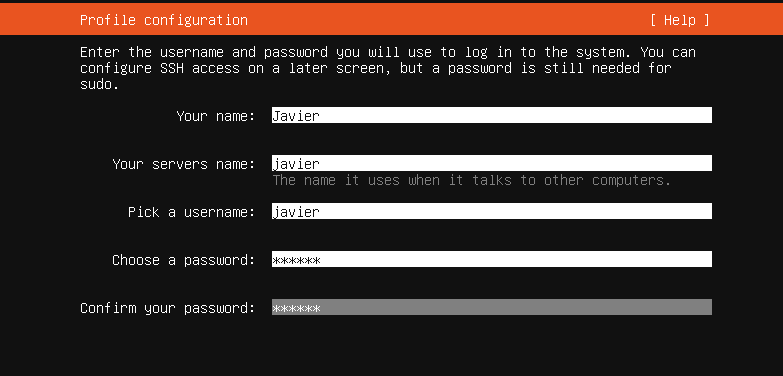 Profile configuration [ Help ]
Enter the username and password you will use to log in to the system. You can
configure SSH access on a later screen, but a password is still needed for
sudo.
Your name: Javier
Your servers name: javier
The name it uses when it talks to other computers.
Pick a username: javier
Choose a password: ******
Confirm your password: ******